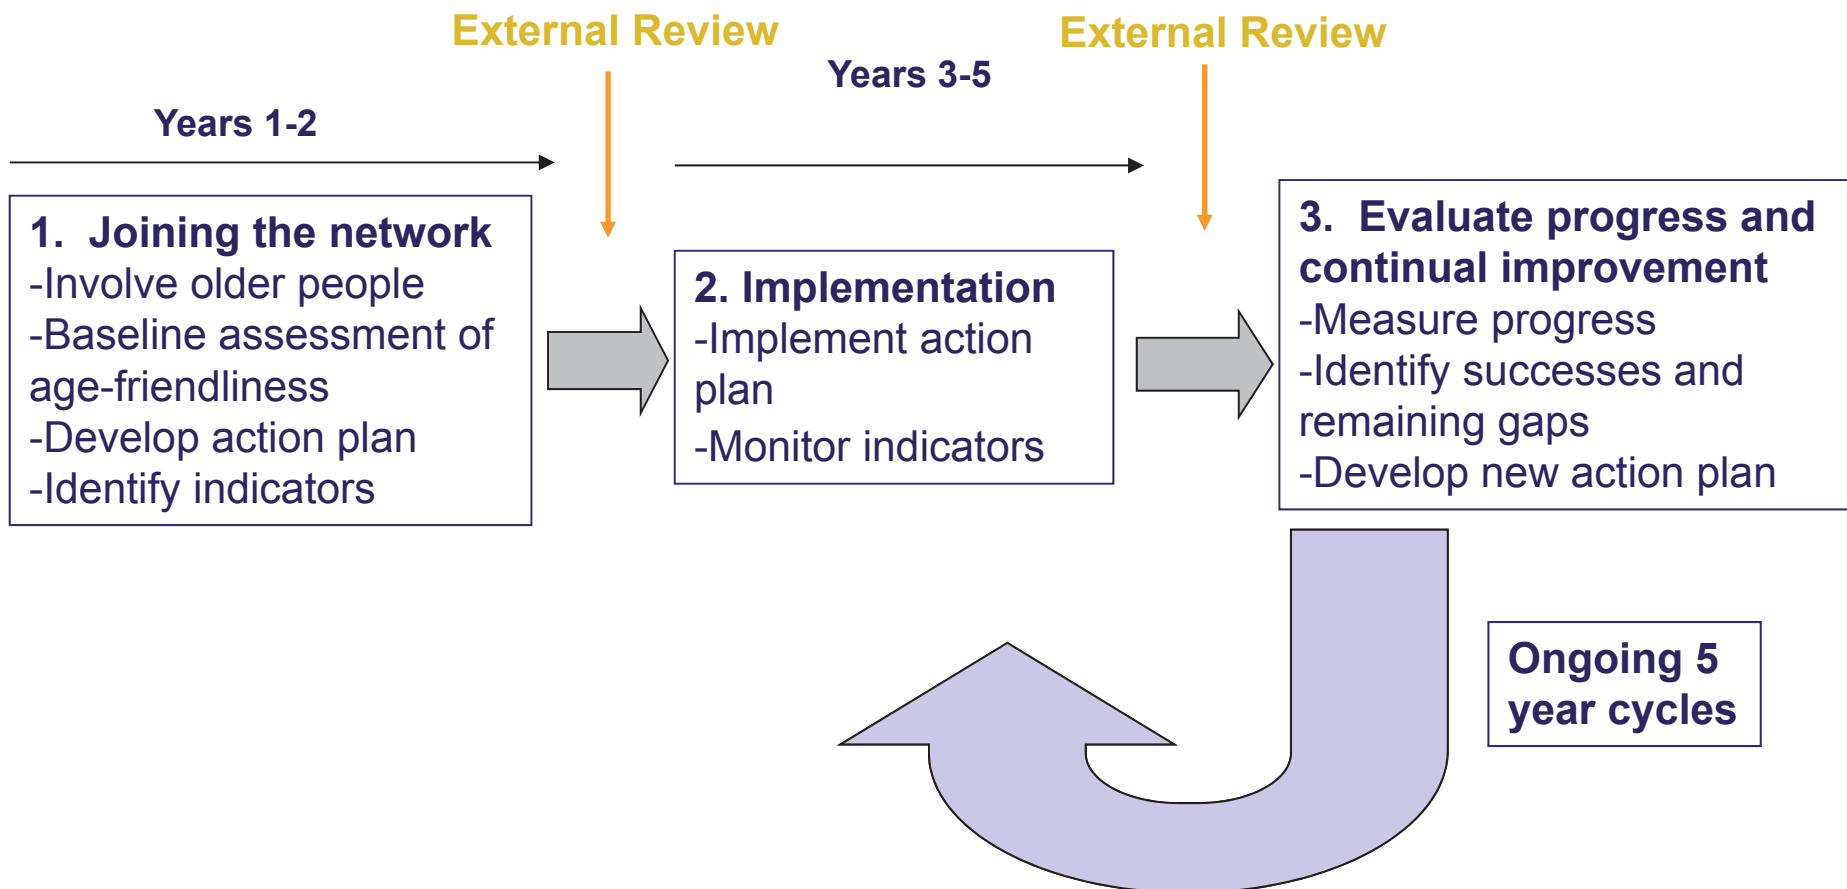 External Review
External Review
Years 3-5
Years 1-2
1. Joining the network
-Involve older people
-Baseline assessment of
age-friendliness
-Develop action plan
-Identify indicators
2. Implementation
-Implement action
plan
-Monitor indicators
3. Evaluate progress and
continual improvement
-Measure progress
-Identify successes and
remaining gaps
-Develop new action plan
Ongoing 5
year cycles